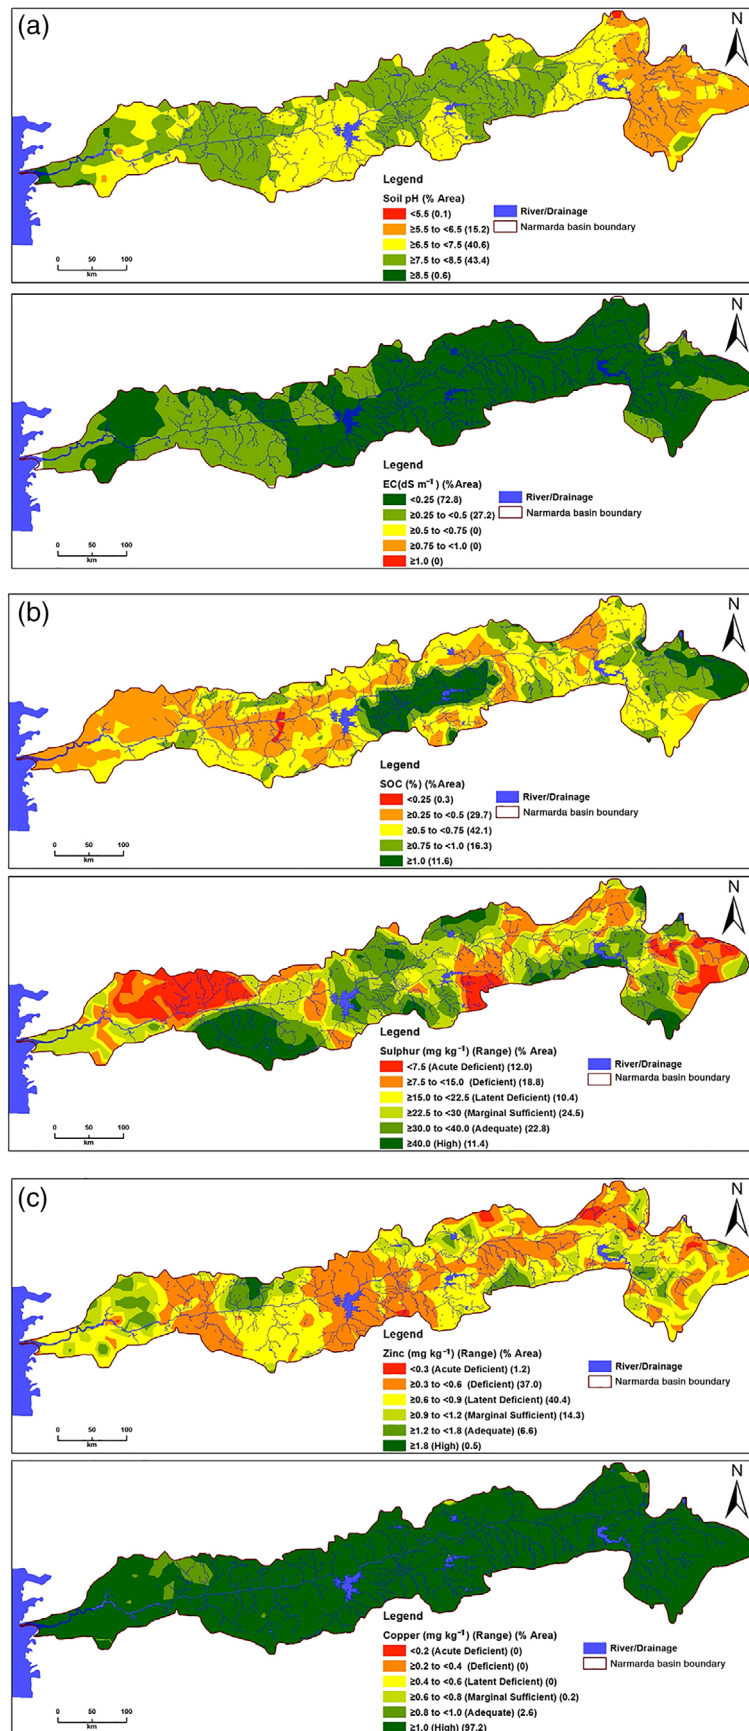 (a)
N
Legend
Soil pH (% Area)
<5.5 (0.1)
≥5.5 to <6.5 (15.2)
≥6.5 to <7.5 (40.6)
≥7.5 to <8.5 (43.4)
≥8.5 (0.6)
River/Drainage
Narmarda basin boundary
0 50 100
km
N
Legend
EC(dS m⁻¹) (%Area)
<0.25 (72.8)
≥0.25 to <0.5 (27.2)
≥0.5 to <0.75 (0)
≥0.75 to <1.0 (0)
≥1.0 (0)
River/Drainage
Narmarda basin boundary
0 50 100
km
(b)
N
Legend
SOC (%) (%Area)
<0.25 (0.3)
≥0.25 to <0.5 (29.7)
≥0.5 to <0.75 (42.1)
≥0.75 to <1.0 (16.3)
≥1.0 (11.6)
River/Drainage
Narmarda basin boundary
0 50 100
km
N
Legend
Sulphur (mg kg⁻¹) (Range) (% Area)
<7.5 (Acute Deficient) (12.0)
≥7.5 to <15.0 (Deficient) (18.8)
≥15.0 to <22.5 (Latent Deficient) (10.4)
≥22.5 to <30 (Marginal Sufficient) (24.5)
≥30.0 to <40.0 (Adequate) (22.8)
≥40.0 (High) (11.4)
River/Drainage
Narmarda basin boundary
0 50 100
km
(c)
N
Legend
Zinc (mg kg⁻¹) (Range) (% Area)
<0.3 (Acute Deficient) (1.2)
≥0.3 to <0.6 (Deficient) (37.0)
≥0.6 to <0.9 (Latent Deficient) (40.4)
≥0.9 to <1.2 (Marginal Sufficient) (14.3)
≥1.2 to <1.8 (Adequate) (6.6)
≥1.8 (High) (0.5)
River/Drainage
Narmarda basin boundary
0 50 100
km
N
Legend
Copper (mg kg⁻¹) (Range) (% Area)
<0.2 (Acute Deficient) (0)
≥0.2 to <0.4 (Deficient) (0)
≥0.4 to <0.6 (Latent Deficient) (0)
≥0.6 to <0.8 (Marginal Sufficient) (0.2)
≥0.8 to <1.0 (Adequate) (2.6)
≥1.0 (High) (97.2)
River/Drainage
Narmarda basin boundary
0 50 100
km